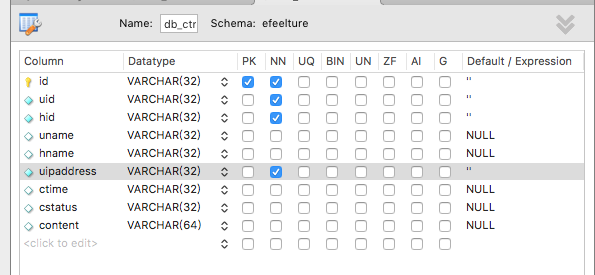 Name: db_ctr Schema: efeelture
Column Datatype PK NN UQ BIN UN ZF AI G Default / Expression
id VARCHAR(32) ''
uid VARCHAR(32) ''
hid VARCHAR(32) ''
uname VARCHAR(32) NULL
hname VARCHAR(32) NULL
uipaddress VARCHAR(32) ''
ctime VARCHAR(32) NULL
cstatus VARCHAR(32) NULL
content VARCHAR(64) NULL
<click to edit>